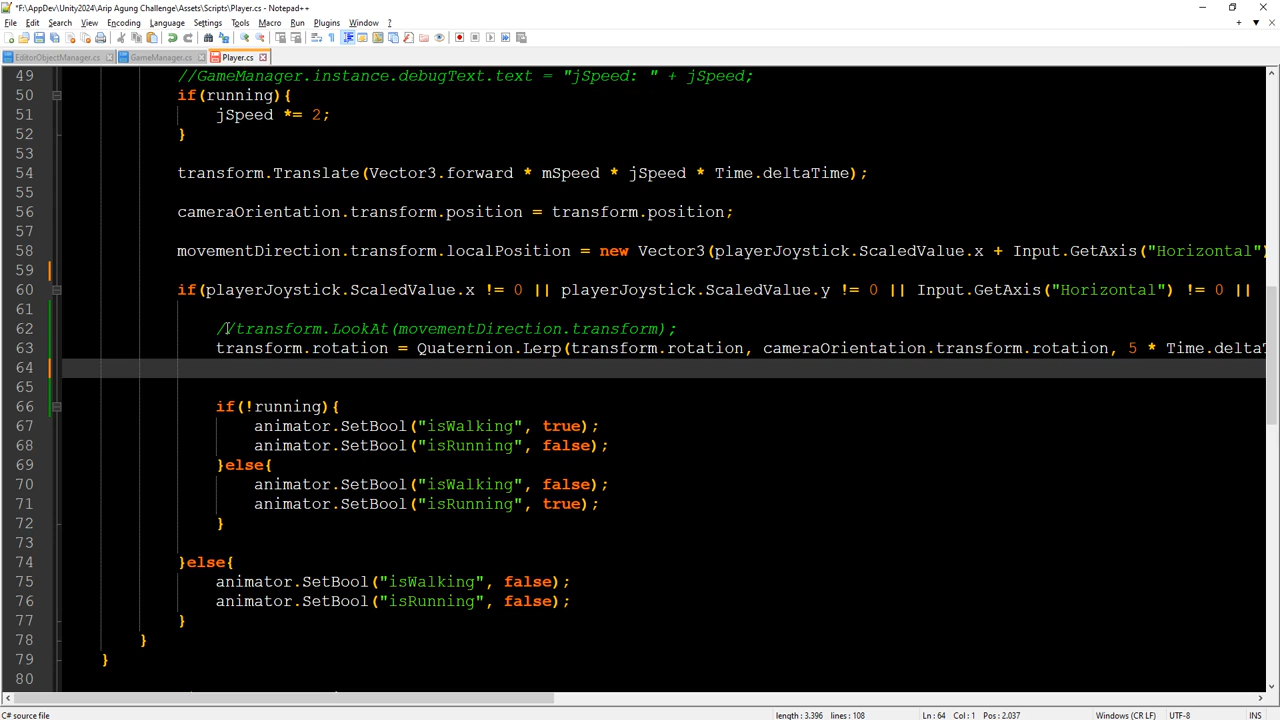 *F:\AppDev\Unity2024\Arip Agung Challenge\Assets\Scripts\Player.cs - Notepad++
File Edit Search View Encoding Language Settings Tools Macro Run Plugins Window ?
EditorObjectManager.cs GameManager.cs Player.cs
49 //GameManager.instance.debugText.text = "jSpeed: " + jSpeed;
50 if(running){
51 jSpeed *= 2;
52 }
53
54 transform.Translate(Vector3.forward * mSpeed * jSpeed * Time.deltaTime);
55
56 cameraOrientation.transform.position = transform.position;
57
58 movementDirection.transform.localPosition = new Vector3(playerJoystick.ScaledValue.x + Input.GetAxis("Horizontal")
59
60 if(playerJoystick.ScaledValue.x != 0 || playerJoystick.ScaledValue.y != 0 || Input.GetAxis("Horizontal") != 0 ||
61
62 //transform.LookAt(movementDirection.transform);
63 transform.rotation = Quaternion.Lerp(transform.rotation, cameraOrientation.transform.rotation, 5 * Time.deltaT
64
65
66 if(!running){
67 animator.SetBool("isWalking", true);
68 animator.SetBool("isRunning", false);
69 }else{
70 animator.SetBool("isWalking", false);
71 animator.SetBool("isRunning", true);
72 }
73
74 }else{
75 animator.SetBool("isWalking", false);
76 animator.SetBool("isRunning", false);
77 }
78 }
79 }
80
C# source file length : 3.396 lines : 108 Ln : 64 Col : 1 Pos : 2.037 Windows (CR LF) UTF-8 INS